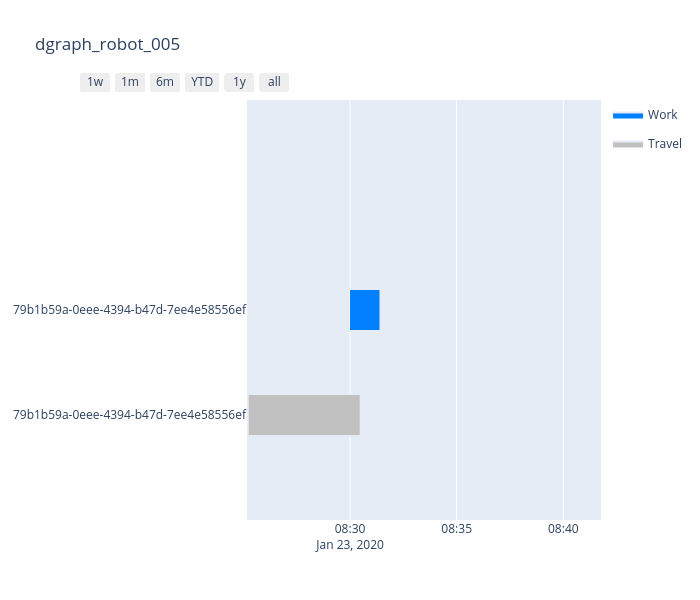 dgraph_robot_005
1w 1m 6m YTD 1y all
Work
Travel
79b1b59a-0eee-4394-b47d-7ee4e58556ef
79b1b59a-0eee-4394-b47d-7ee4e58556ef
08:30 08:35 08:40
Jan 23, 2020